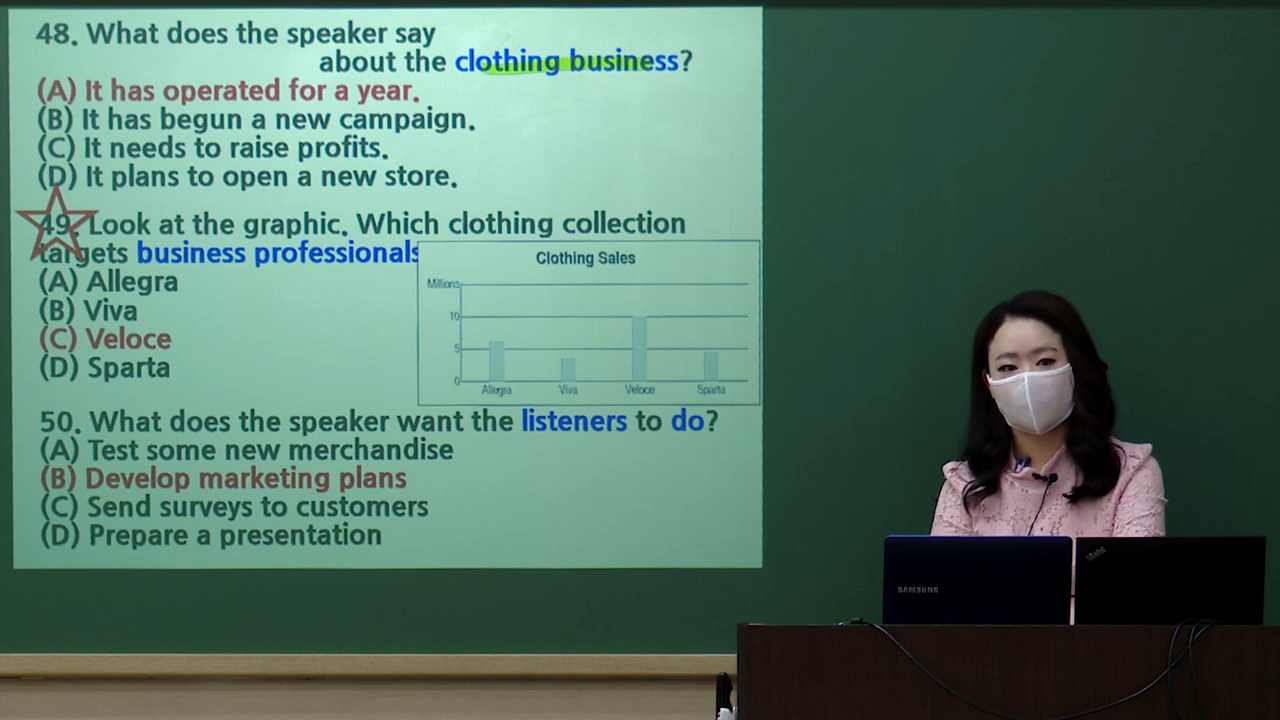 48. What does the speaker say
about the clothing business?
(A) It has operated for a year.
(B) It has begun a new campaign.
(C) It needs to raise profits.
(D) It plans to open a new store.
49. Look at the graphic. Which clothing collection
targets business professionals
(A) Allegra
(B) Viva
(C) Veloce
(D) Sparta
Clothing Sales
Millions
10
5
0
Allegra Viva Veloce Sparta
50. What does the speaker want the listeners to do?
(A) Test some new merchandise
(B) Develop marketing plans
(C) Send surveys to customers
(D) Prepare a presentation
SAMSUNG